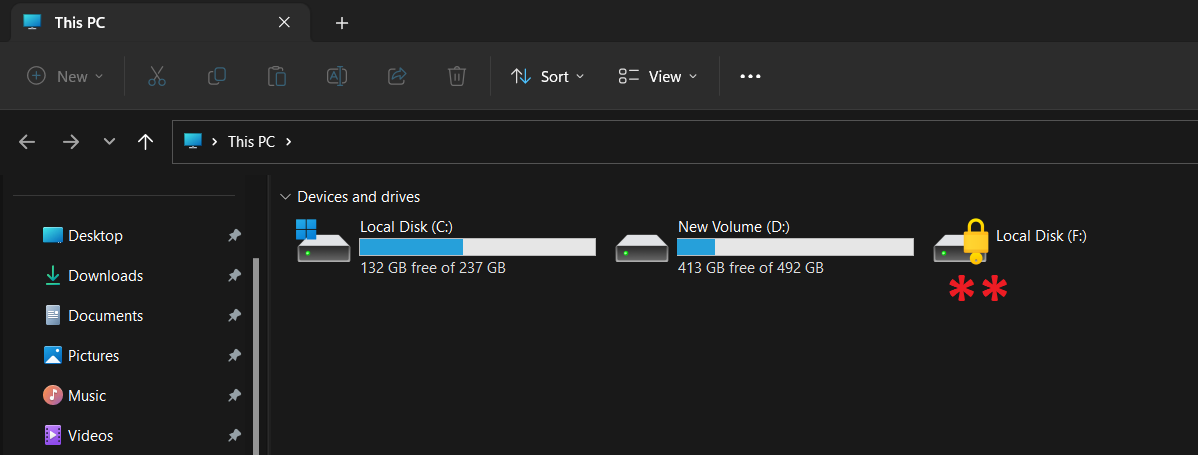 This PC
New
Sort
View
This PC
Devices and drives
Local Disk (C:)
132 GB free of 237 GB
New Volume (D:)
413 GB free of 492 GB
Local Disk (F:)
**
Desktop
Downloads
Documents
Pictures
Music
Videos